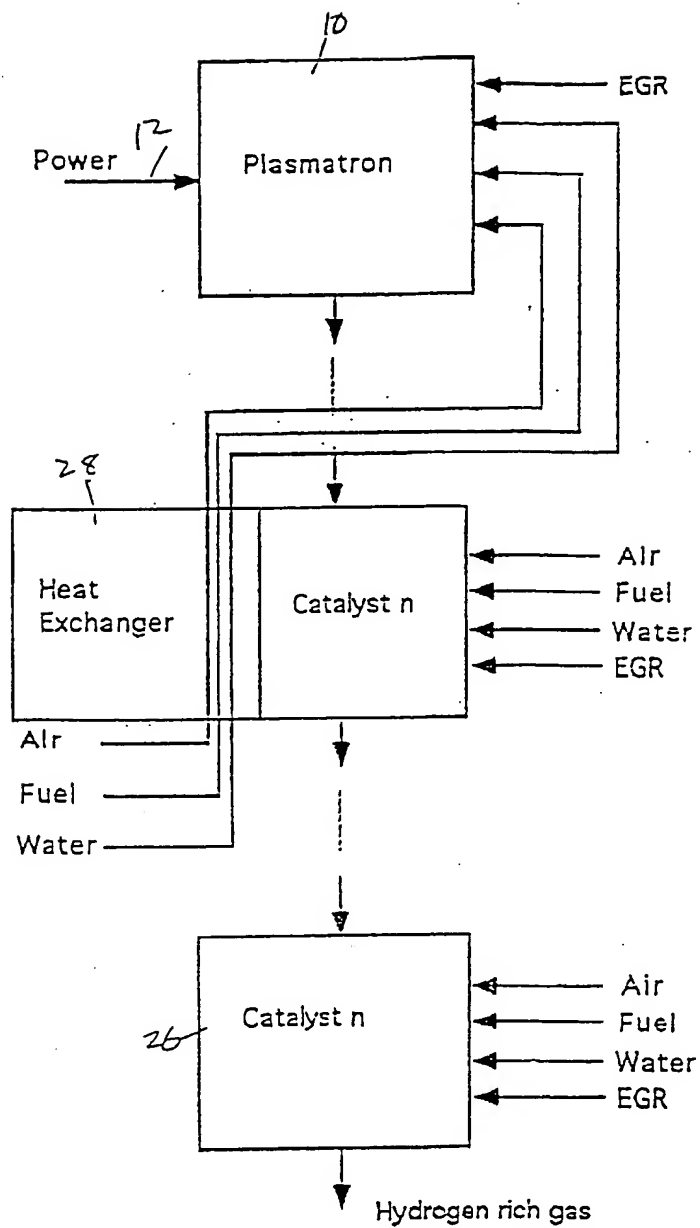 10
EGR
12
Power
Plasmatron
28
Heat
Exchanger
Catalyst n
Air
Fuel
Water
EGR
Air
Fuel
Water
26
Catalyst n
Air
Fuel
Water
EGR
Hydrogen rich gas